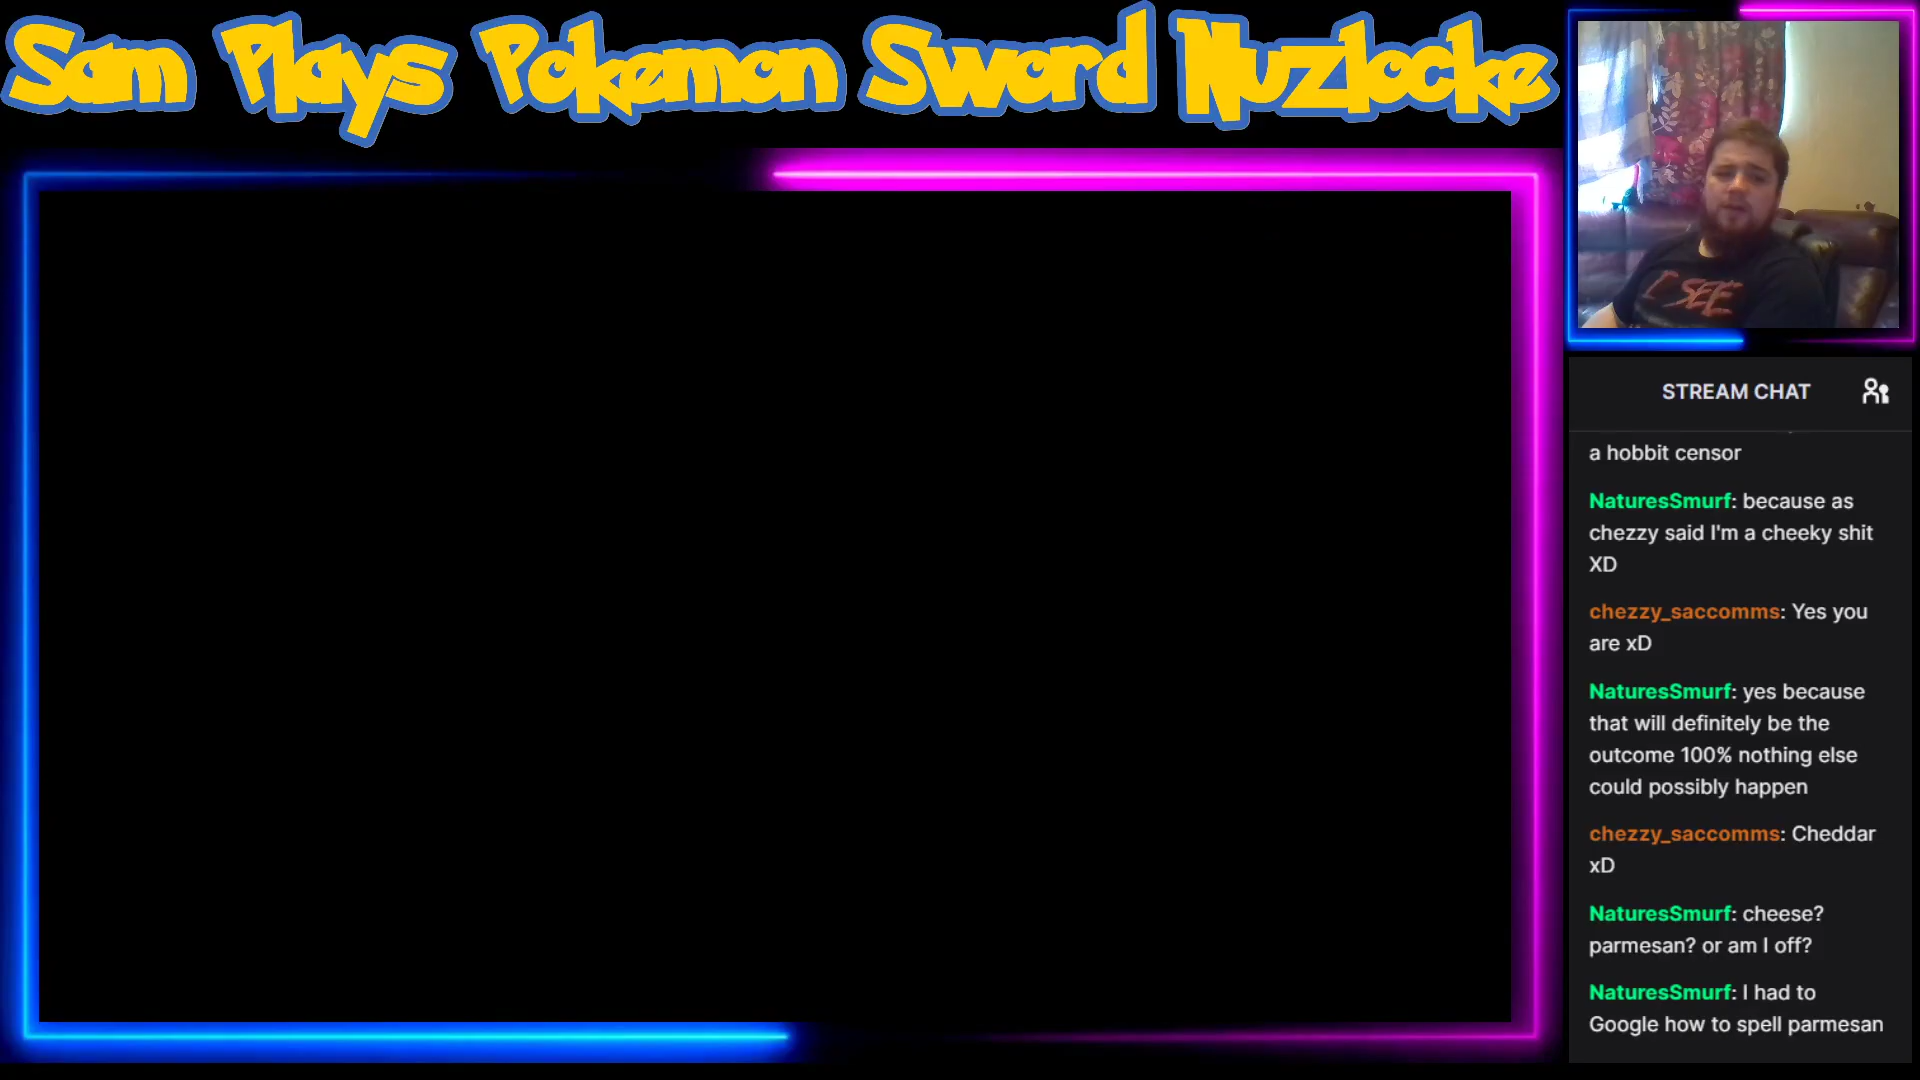 Sam Plays Pokemon Sword Nuzlocke
I SEE
STREAM CHAT
a hobbit censor
NaturesSmurf: because as
chezzy said I'm a cheeky shit
XD
chezzy_saccomms: Yes you
are xD
NaturesSmurf: yes because
that will definitely be the
outcome 100% nothing else
could possibly happen
chezzy_saccomms: Cheddar
xD
NaturesSmurf: cheese?
parmesan? or am I off?
NaturesSmurf: I had to
Google how to spell parmesan